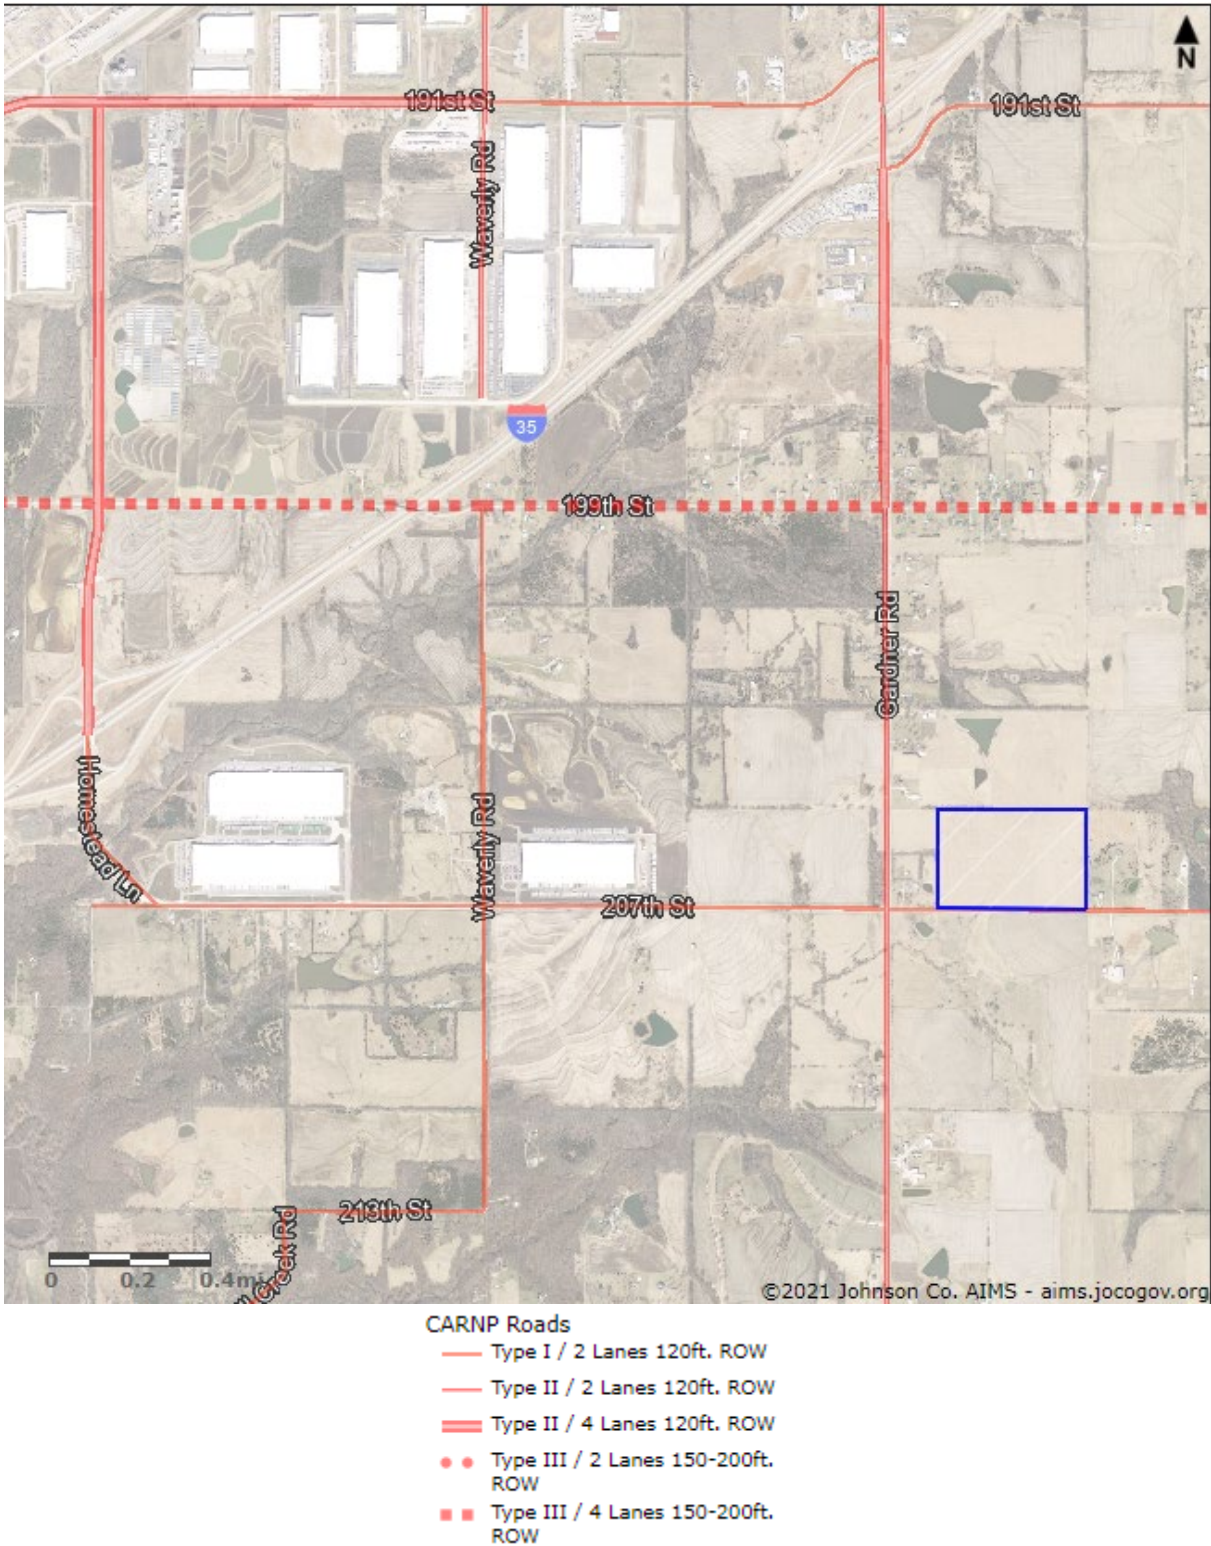 N
191st St
191st St
Waverly Rd
35
199th St
Gardner Rd
Homestead Ln
Waverly Rd
207th St
213th St
Creek Rd
0 0.2 0.4mi
©2021 Johnson Co. AIMS - aims.jocogov.org
CARNP Roads
Type I / 2 Lanes 120ft. ROW
Type II / 2 Lanes 120ft. ROW
Type II / 4 Lanes 120ft. ROW
Type III / 2 Lanes 150-200ft.
ROW
Type III / 4 Lanes 150-200ft.
ROW